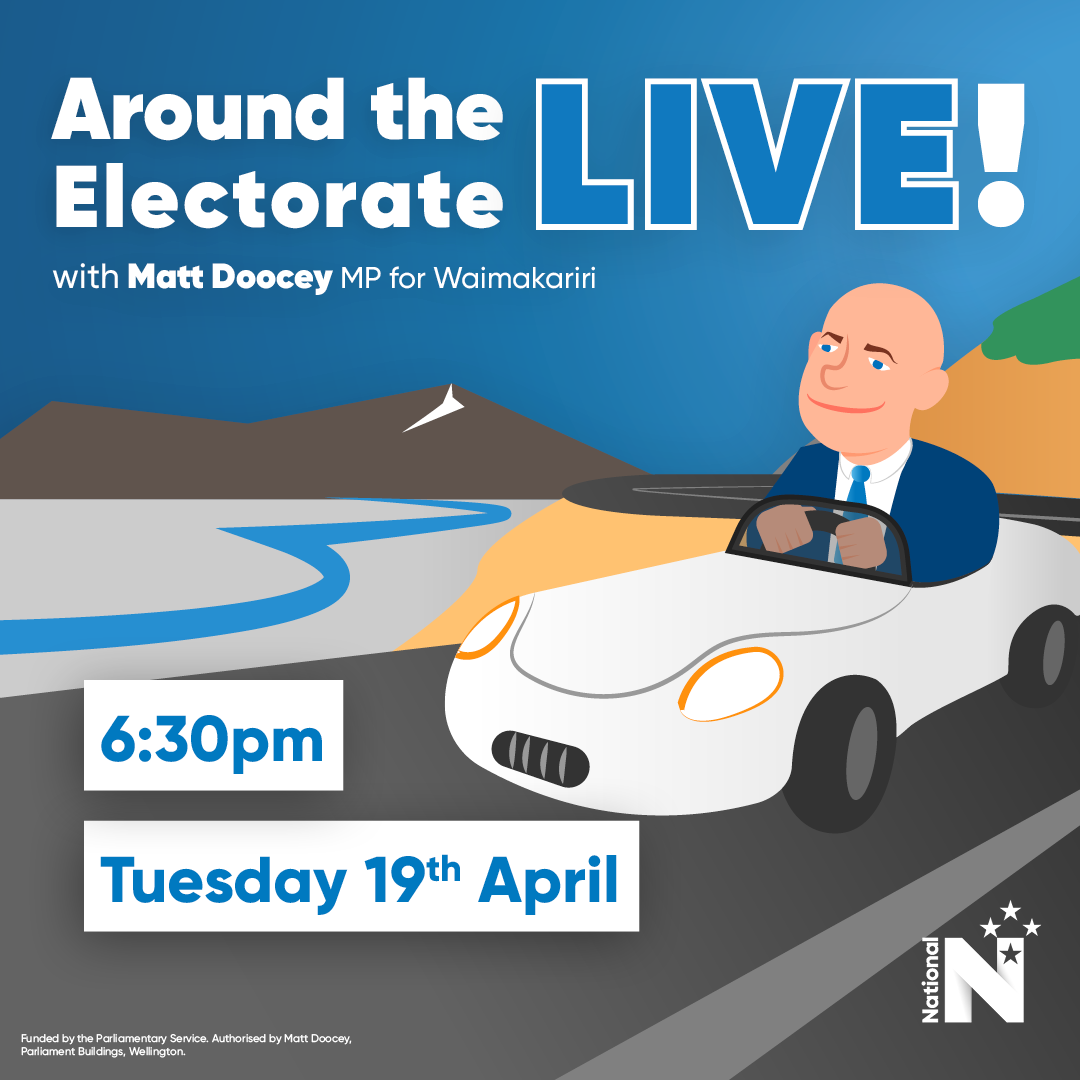 Around the
Electorate LIVE!
with Matt Doocey MP for Waimakariri
6:30pm
Tuesday 19th April
National
N
Funded by the Parliamentary Service. Authorised by Matt Doocey,
Parliament Buildings, Wellington.